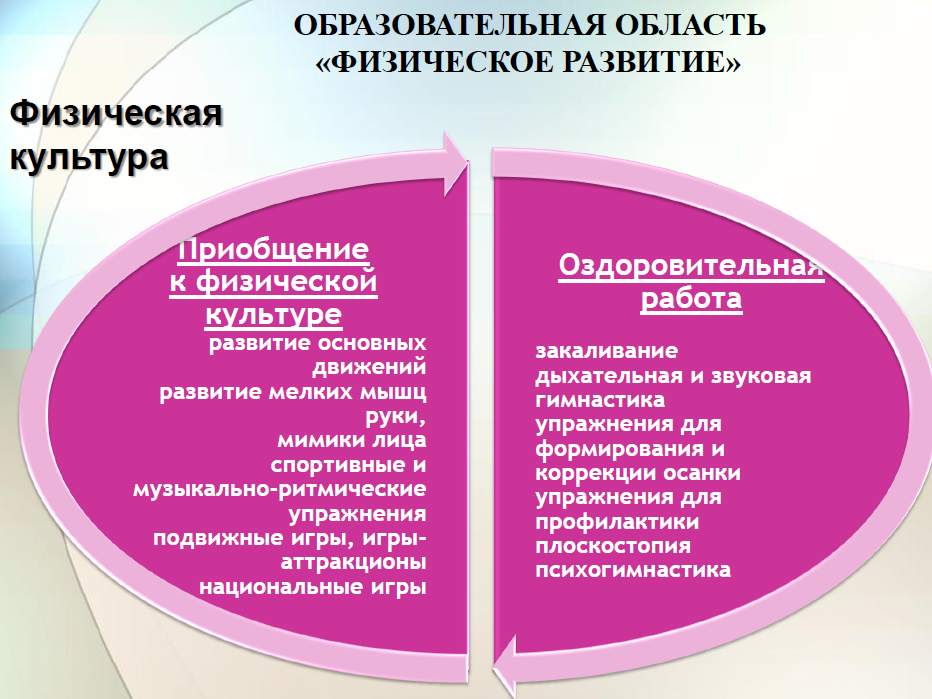 ОБРАЗОВАТЕЛЬНАЯ ОБЛАСТЬ
«ФИЗИЧЕСКОЕ РАЗВИТИЕ»
Физическая
культура
Приобщение
к физической
культуре
развитие основных
движений
развитие мелких мышц
руки,
мимики лица
спортивные и
музыкально-ритмические
упражнения
подвижные игры, игры-
аттракционы
национальные игры
Оздоровительная
работа
закаливание
дыхательная и звуковая
гимнастика
упражнения для
формирования и
коррекции осанки
упражнения для
профилактики
плоскостопия
психогимнастика